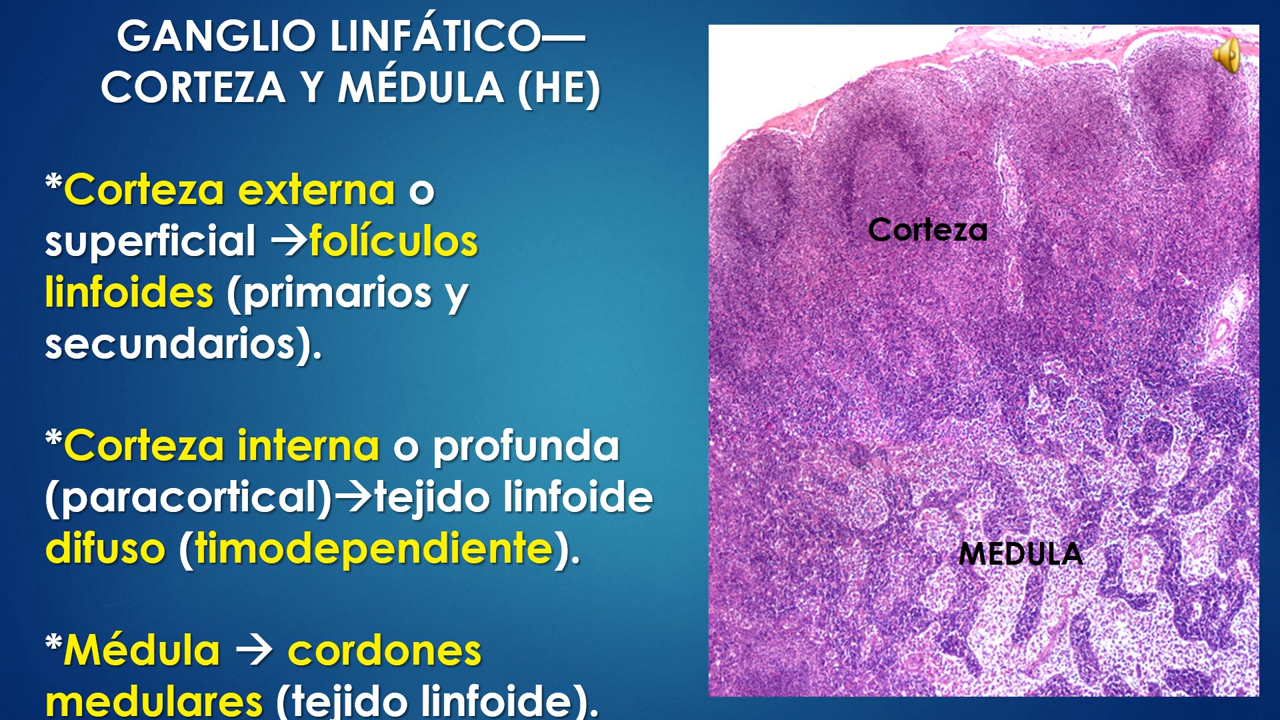 GANGLIO LINFÁTICO—
CORTEZA Y MÉDULA (HE)
*Corteza externa o
superficial →folículos
linfoides (primarios y
secundarios).
*Corteza interna o profunda
(paracortical)→tejido linfoide
difuso (timodependiente).
*Médula → cordones
medulares (tejido linfoide).
Corteza
MEDULA